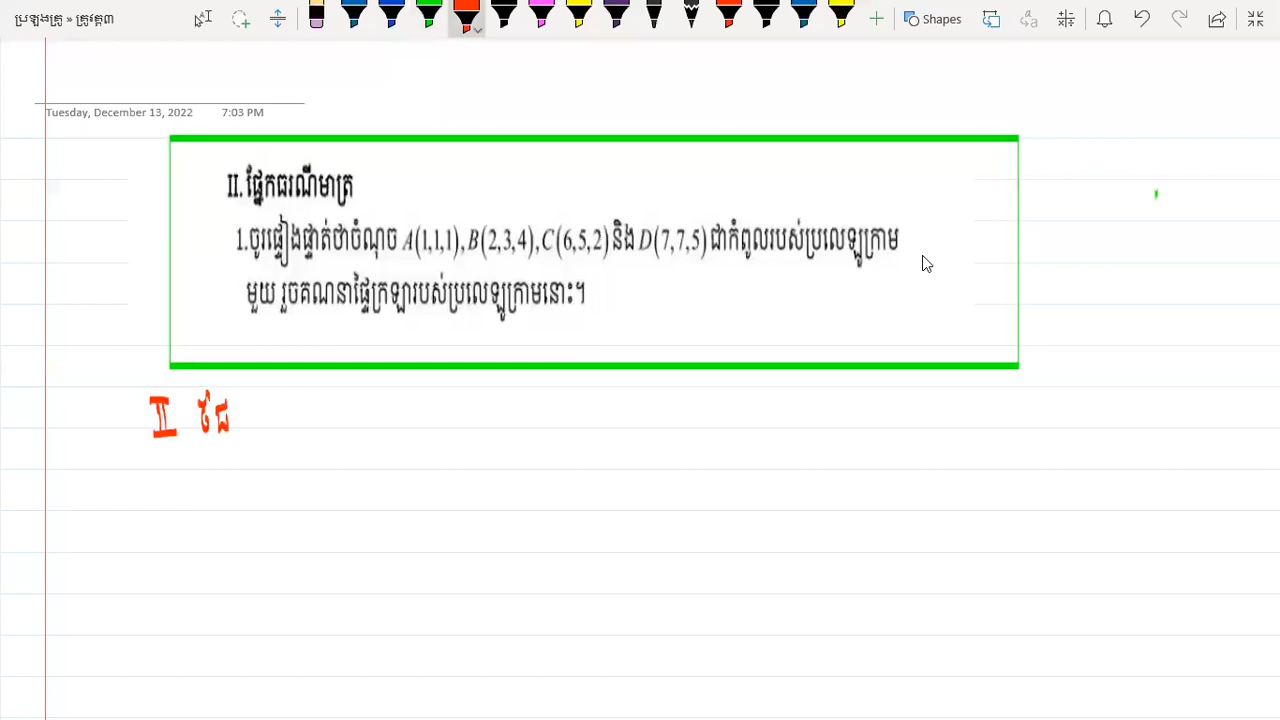 ប្រឡងគ្រូ » គ្រូវគ្គ៣
Shapes
Tuesday, December 13, 2022 7:03 PM
II. ផ្នែកធរណីមាត្រ
1.ចូរផ្ទៀងផ្ទាត់ថាចំណុច A(1,1,1),B(2,3,4),C(6,5,2)និងD(7,7,5)ជាកំពូលរបស់ប្រលេឡូក្រាម
មួយ រួចគណនាផ្ទៃក្រឡារបស់ប្រលេឡូក្រាមនោះ។
II